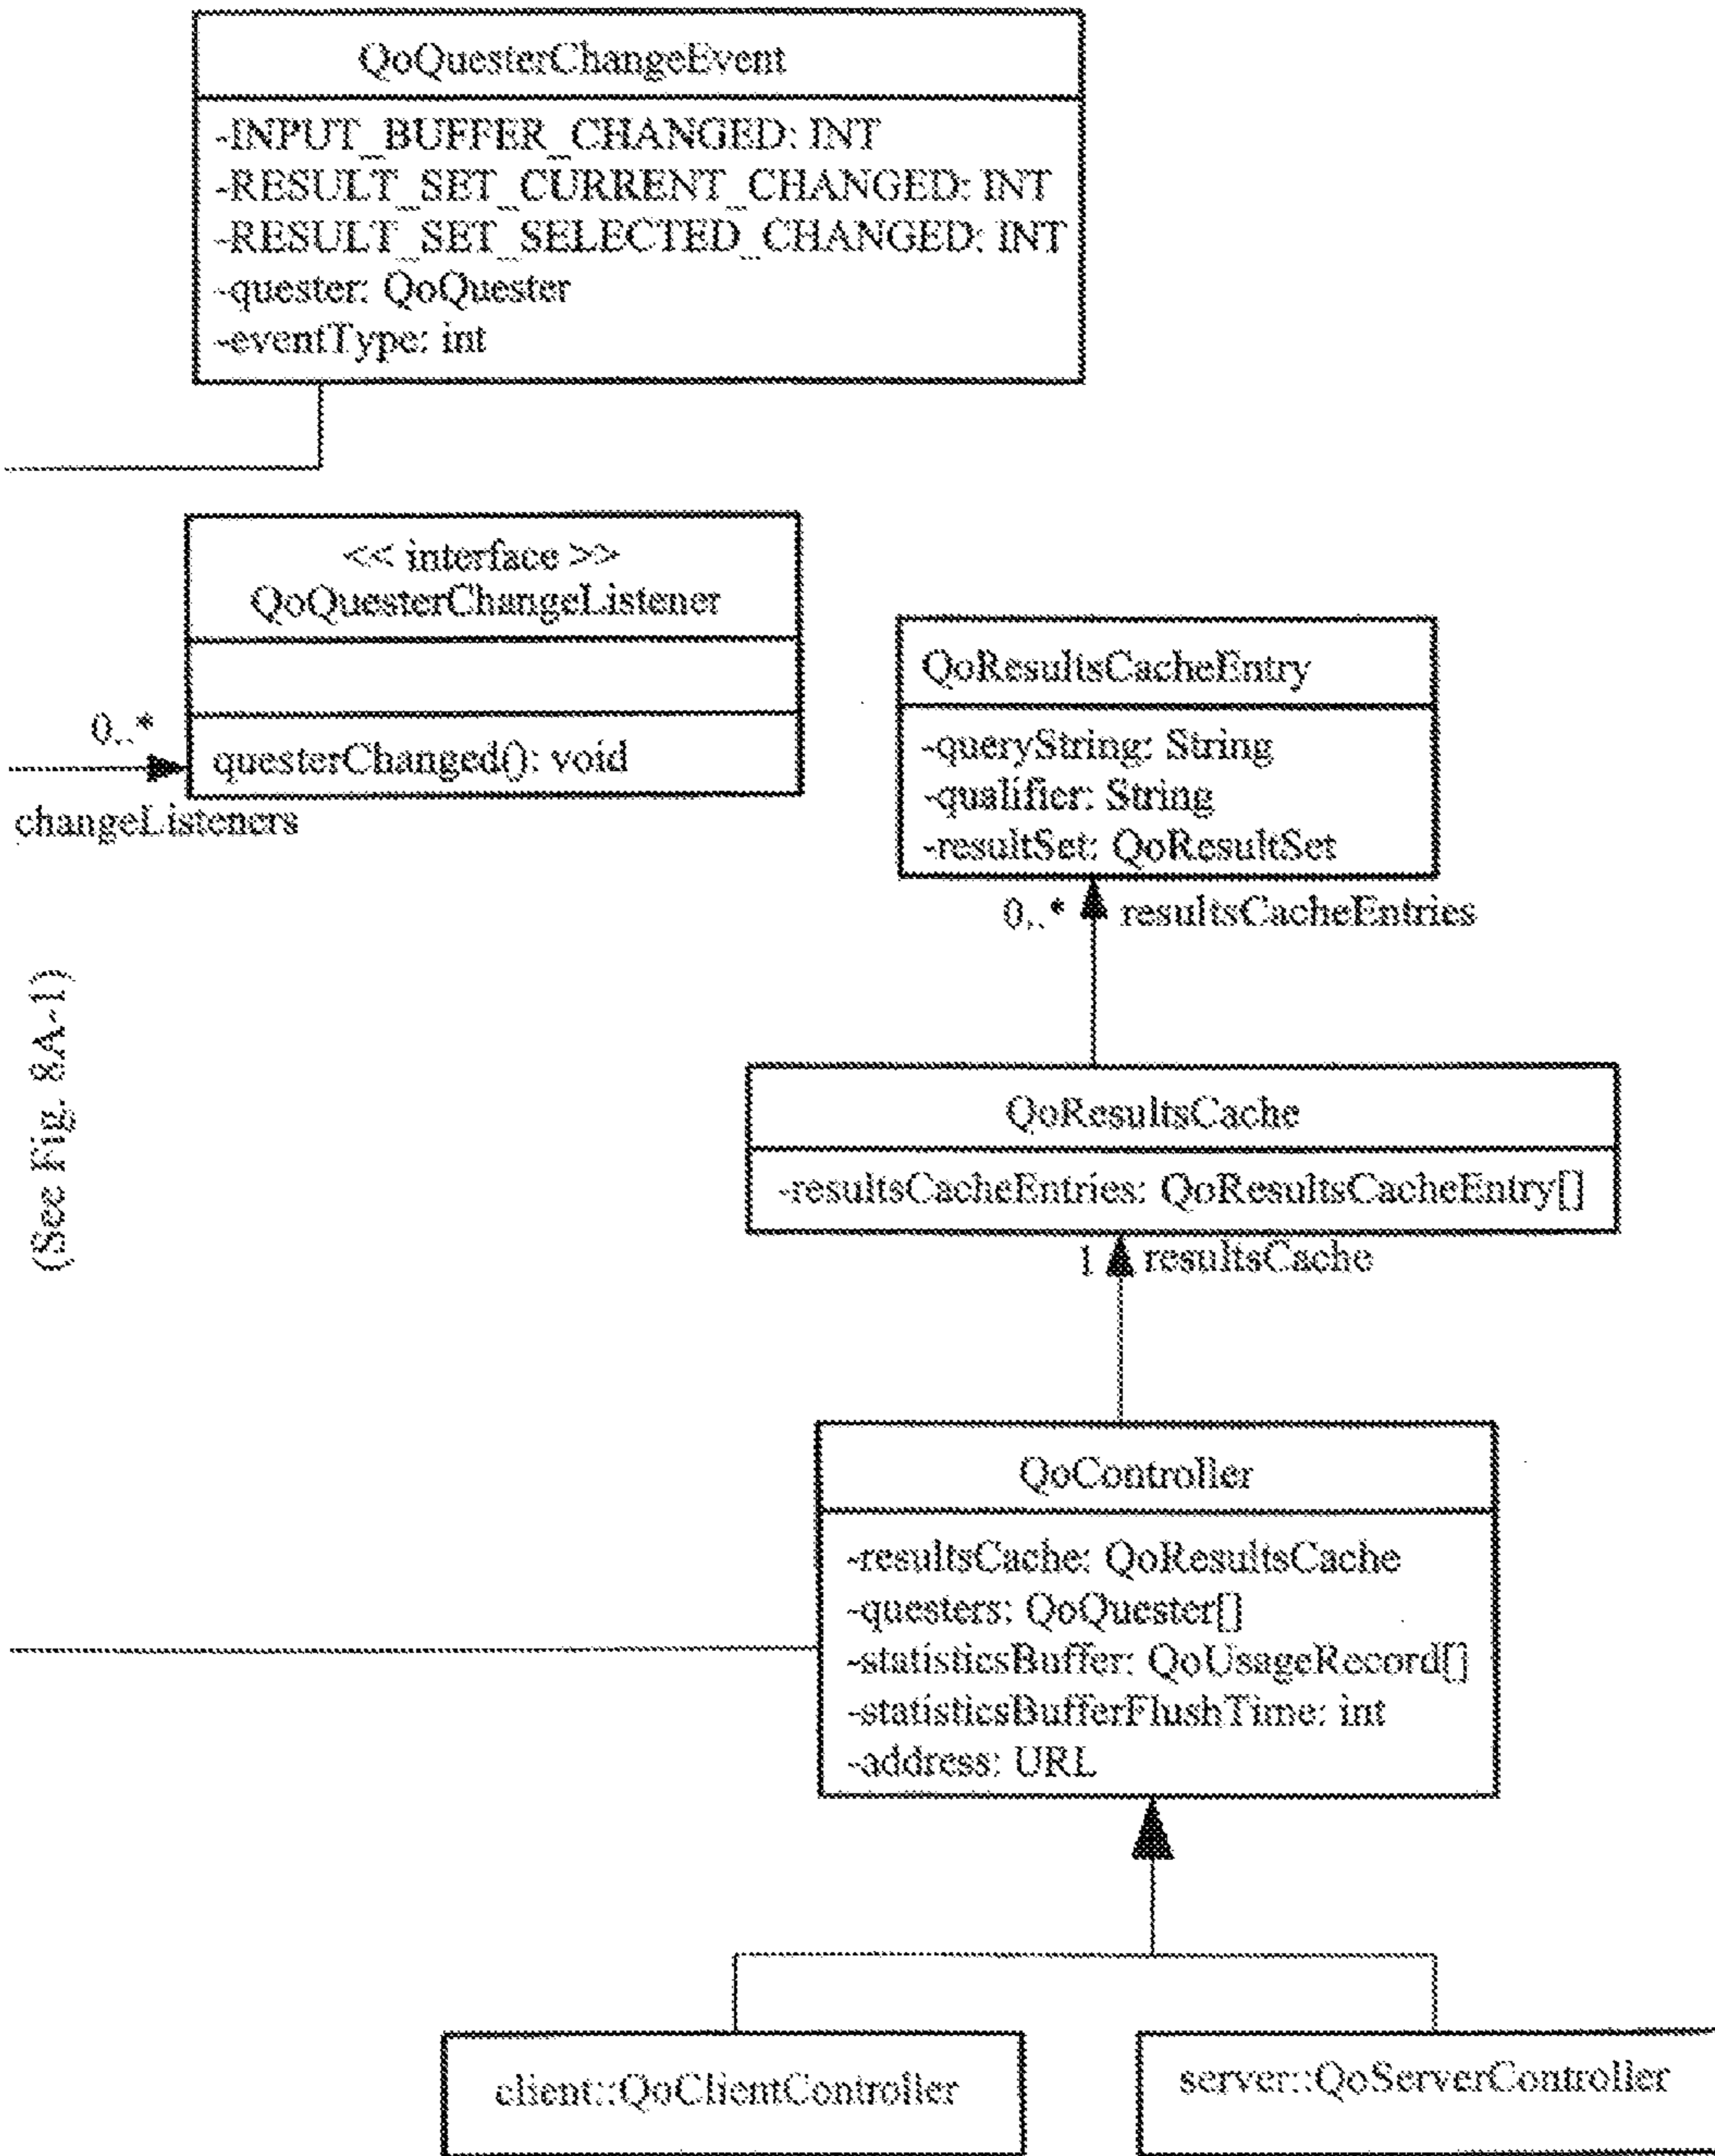 QoQuesterChangeEvent
-INPUT_BUFFER_CHANGED: INT
-RESULT_SET_CURRENT_CHANGED: INT
-RESULT_SET_SELECTED_CHANGED: INT
-quester: QoQuester
-eventType: int
<< interface >>
QoQuesterChangeListener
questerChanged(): void
0..*
changeListeners
QoResultsCacheEntry
-queryString: String
-qualifier: String
-resultSet: QoResultSet
0..* resultsCacheEntries
(See Fig. 8A-1)
QoResultsCache
-resultsCacheEntries: QoResultsCacheEntry[]
1 resultsCache
QoController
-resultsCache: QoResultsCache
-questers: QoQuester[]
-statisticsBuffer: QoUsageRecord[]
-statisticsBufferFlushTime: int
-address: URL
client::QoClientController
server::QoServerController